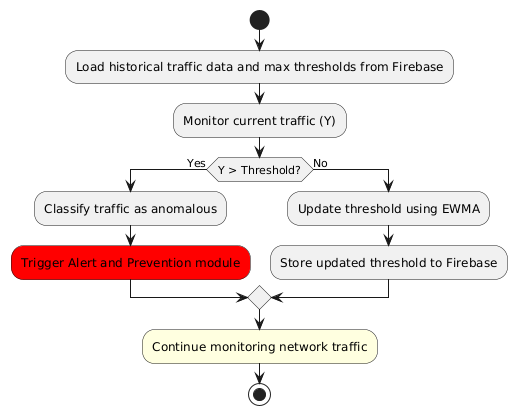 Load historical traffic data and max thresholds from Firebase
Monitor current traffic (Y)
Yes
Y > Threshold?
No
Classify traffic as anomalous
Update threshold using EWMA
Trigger Alert and Prevention module
Store updated threshold to Firebase
Continue monitoring network traffic